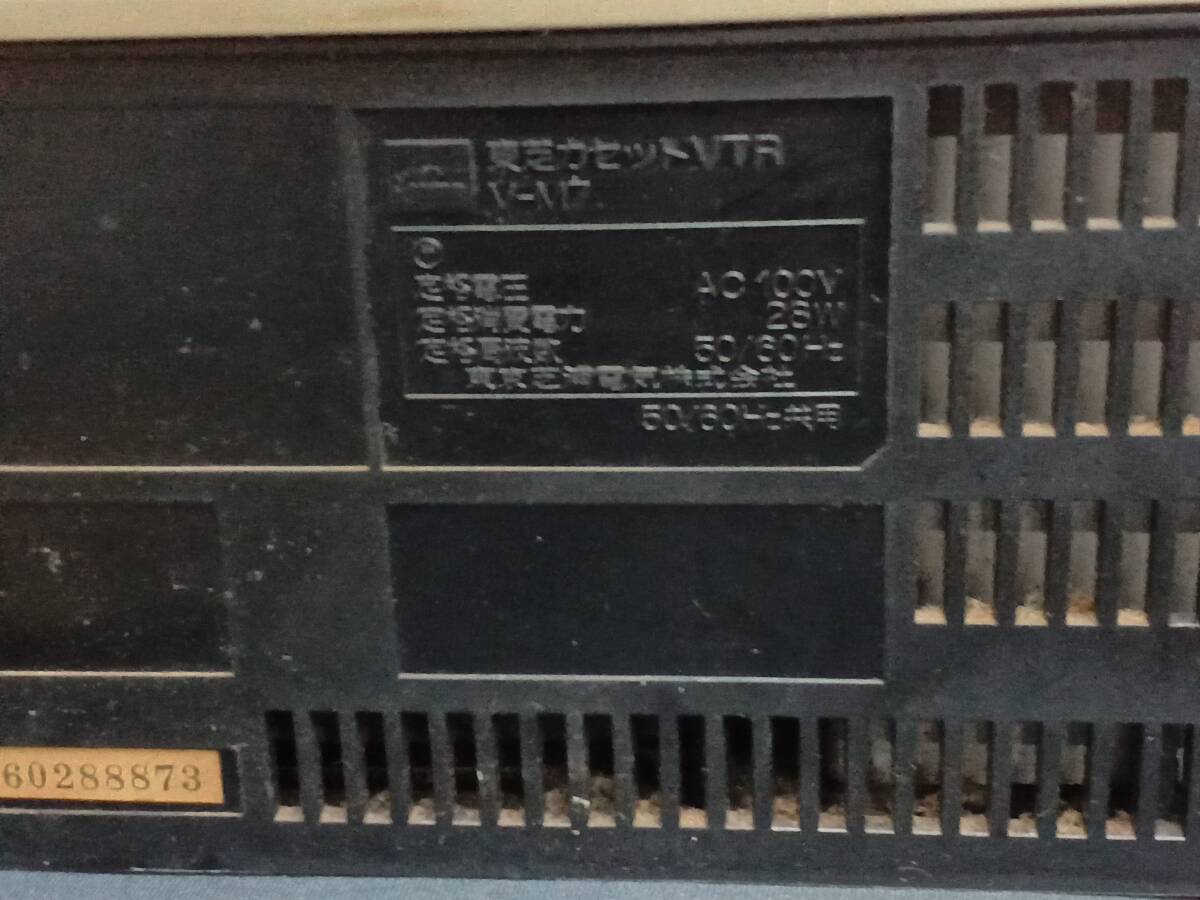 東芝カセットVTR
V-M7
定格電圧 AC 100V
定格消費電力 28W
定格周波数 50/60Hz
東京芝浦電気株式会社
50/60Hz共用
60288873